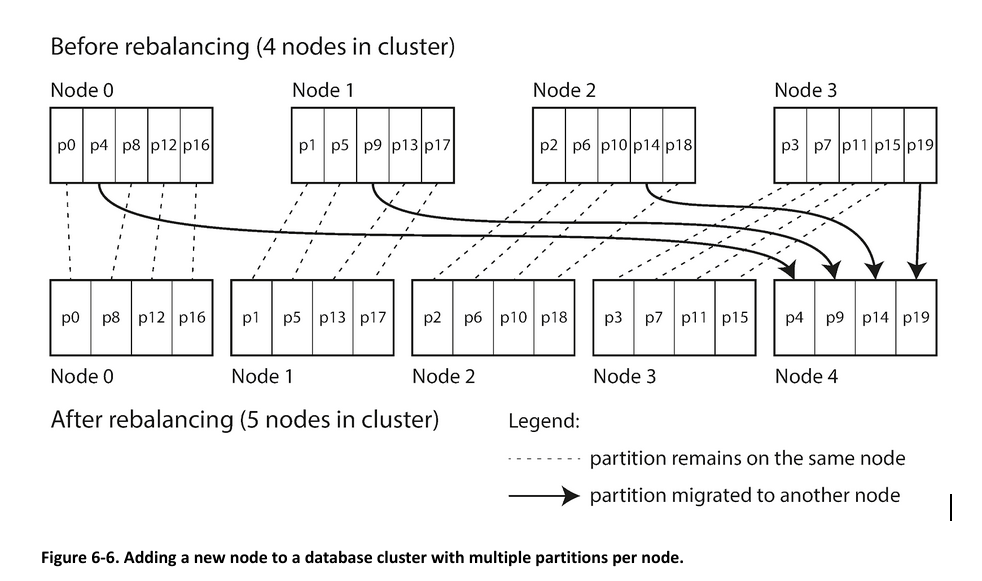 Before rebalancing (4 nodes in cluster)
Node 0 Node 1 Node 2 Node 3
p0 p4 p8 p12 p16 p1 p5 p9 p13 p17 p2 p6 p10 p14 p18 p3 p7 p11 p15 p19
p0 p8 p12 p16 p1 p5 p13 p17 p2 p6 p10 p18 p3 p7 p11 p15 p4 p9 p14 p19
Node 0 Node 1 Node 2 Node 3 Node 4
After rebalancing (5 nodes in cluster)
Legend:
partition remains on the same node
partition migrated to another node
Figure 6-6. Adding a new node to a database cluster with multiple partitions per node.